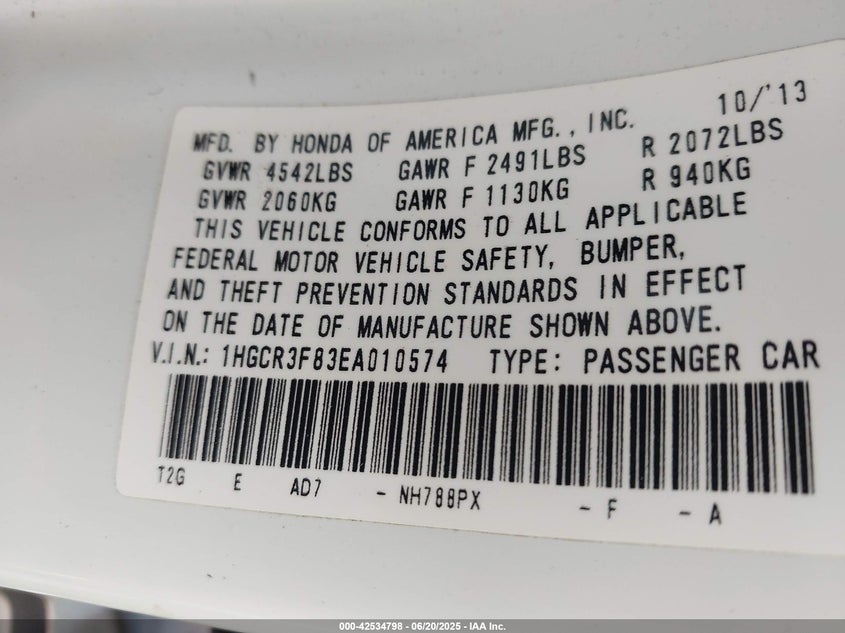 MFD. BY HONDA OF AMERICA MFG., INC. 10/'13
GVWR 4542LBS GAWR F 2491LBS R 2072LBS
GVWR 2060KG GAWR F 1130KG R 940KG
THIS VEHICLE CONFORMS TO ALL APPLICABLE
FEDERAL MOTOR VEHICLE SAFETY, BUMPER,
AND THEFT PREVENTION STANDARDS IN EFFECT
ON THE DATE OF MANUFACTURE SHOWN ABOVE.
V.I.N.: 1HGCR3F83EA010574 TYPE: PASSENGER CAR
T2G E AD7 - NH788PX - F - A
000-42534798 - 06/20/2025 - IAA Inc.